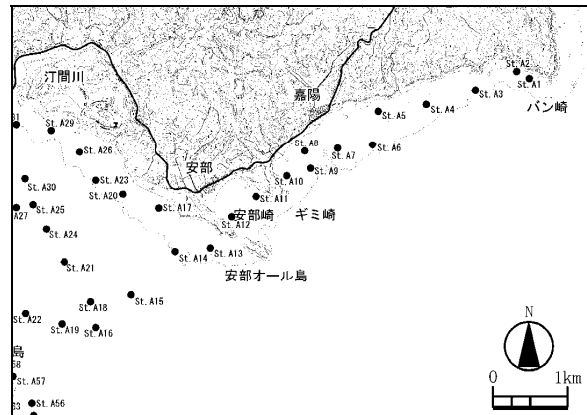 St. A2
St. A1
バン崎
St. A3
St. A4
St. A5
嘉陽
汀間川
31
St. A29
St. A26
St. A8
St. A7
St. A6
St. A9
安部
St. A10
St. A30
St. A23
St. A20
St. A11
St. A25
A27
St. A17
安部崎
ギミ崎
St. A12
St. A24
St. A14
St. A13
St. A21
安部オール島
St. A15
St. A18
St. A22
St. A19
St. A16
N
島
58
St. A57
0
1km
St. A56
33